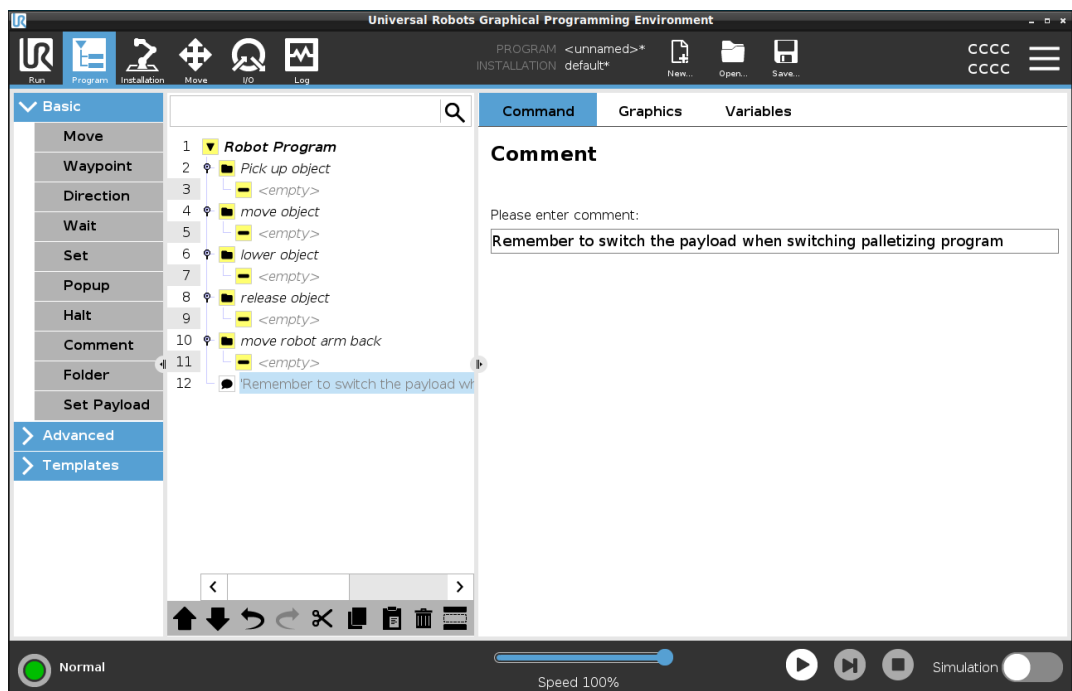 Universal Robots Graphical Programming Environment
UR
Run
Program
Installation
Move
I/O
Log
PROGRAM <unnamed>*
INSTALLATION default*
New...
Open...
Save...
CCCC
CCCC
Basic
Move
Waypoint
Direction
Wait
Set
Popup
Halt
Comment
Folder
Set Payload
Advanced
Templates
1 Robot Program
2 Pick up object
3 <empty>
4 move object
5 <empty>
6 lower object
7 <empty>
8 release object
9 <empty>
10 move robot arm back
11 <empty>
12 'Remember to switch the payload wh
Command Graphics Variables
Comment
Please enter comment:
Remember to switch the payload when switching palletizing program
Normal
Speed 100%
Simulation